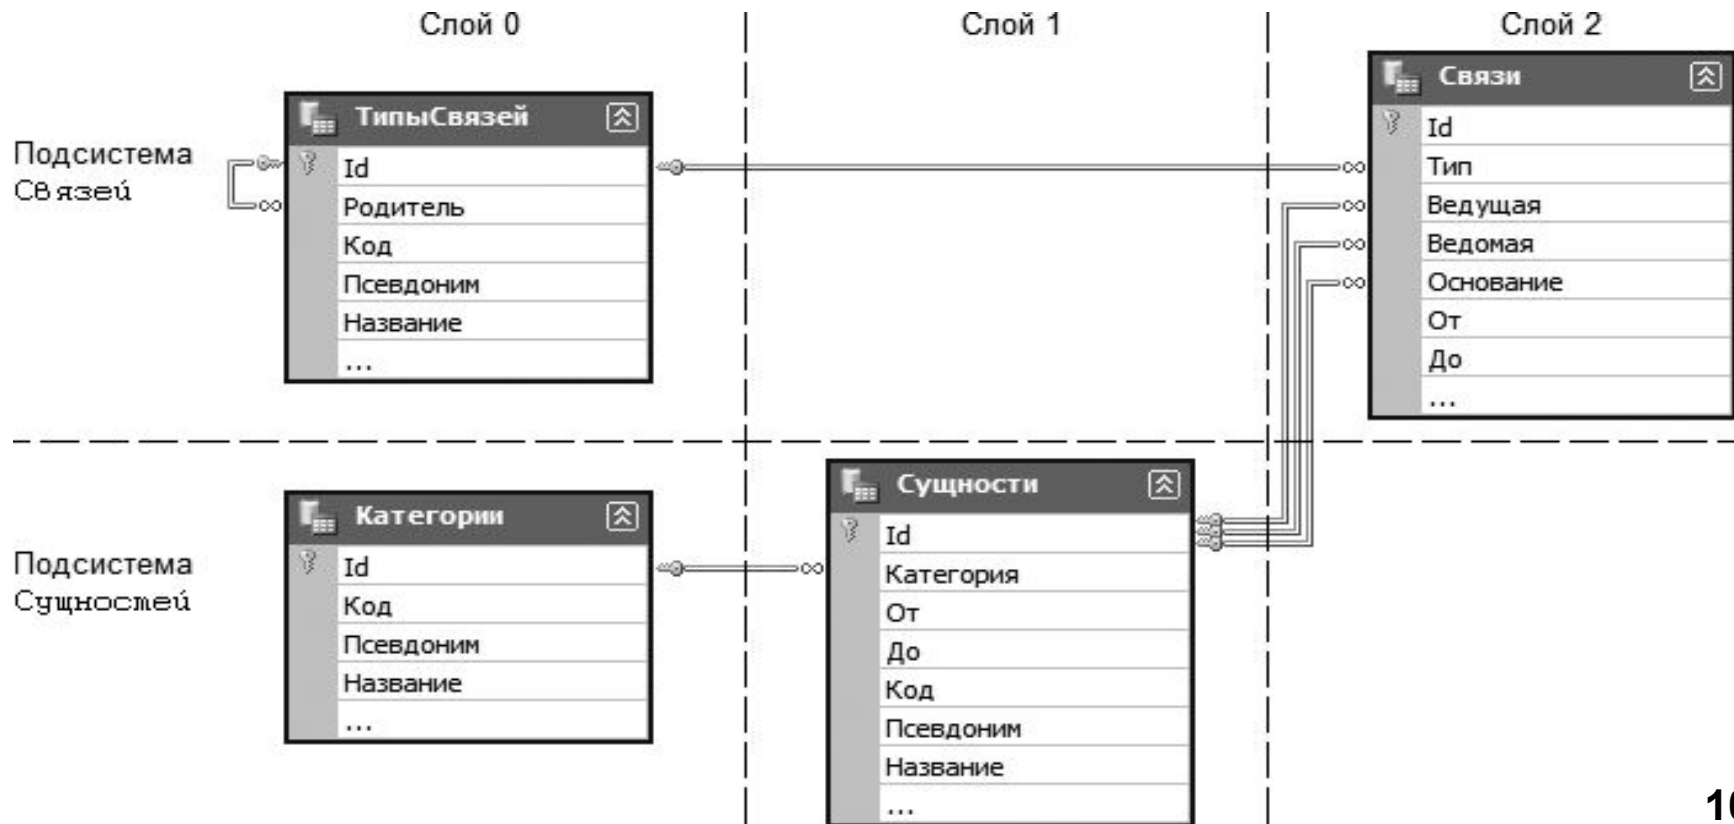 Слой 0
Слой 1
Слой 2
Подсистема
Связей
ТипыСвязей
Id
Родитель
Код
Псевдоним
Название
...
Связи
Id
Тип
Ведущая
Ведомая
Основание
От
До
...
Подсистема
Сущностей
Категории
Id
Код
Псевдоним
Название
...
Сущности
Id
Категория
От
До
Код
Псевдоним
Название
...